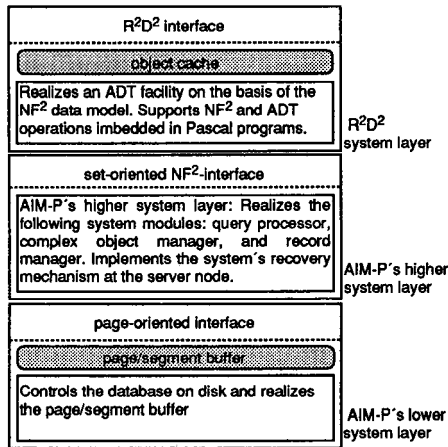 R²D² interface
object cache
Realizes an ADT facility on the basis of the
NF² data model. Supports NF² and ADT
operations imbedded in Pascal programs.
R²D²
system layer
set-oriented NF²-interface
AIM-P´s higher system layer: Realizes the
following system modules: query processor,
complex object manager, and record
manager. Implements the system´s recovery
mechanism at the server node.
AIM-P´s higher
system layer
page-oriented interface
page/segment buffer
Controls the database on disk and realizes
the page/segment buffer
AIM-P´s lower
system layer